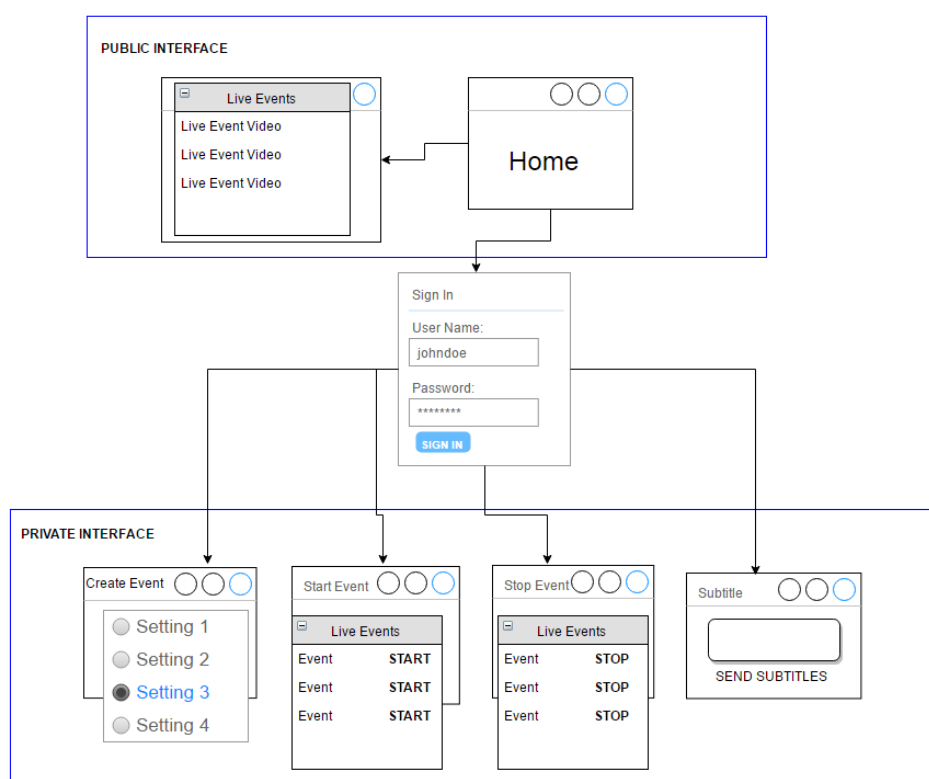 PUBLIC INTERFACE
Live Events
Live Event Video
Live Event Video
Live Event Video
Home
Sign In
User Name:
johndoe
Password:
********
SIGN IN
PRIVATE INTERFACE
Create Event
Setting 1
Setting 2
Setting 3
Setting 4
Start Event
Live Events
Event START
Event START
Event START
Stop Event
Live Events
Event STOP
Event STOP
Event STOP
Subtitle
SEND SUBTITLES